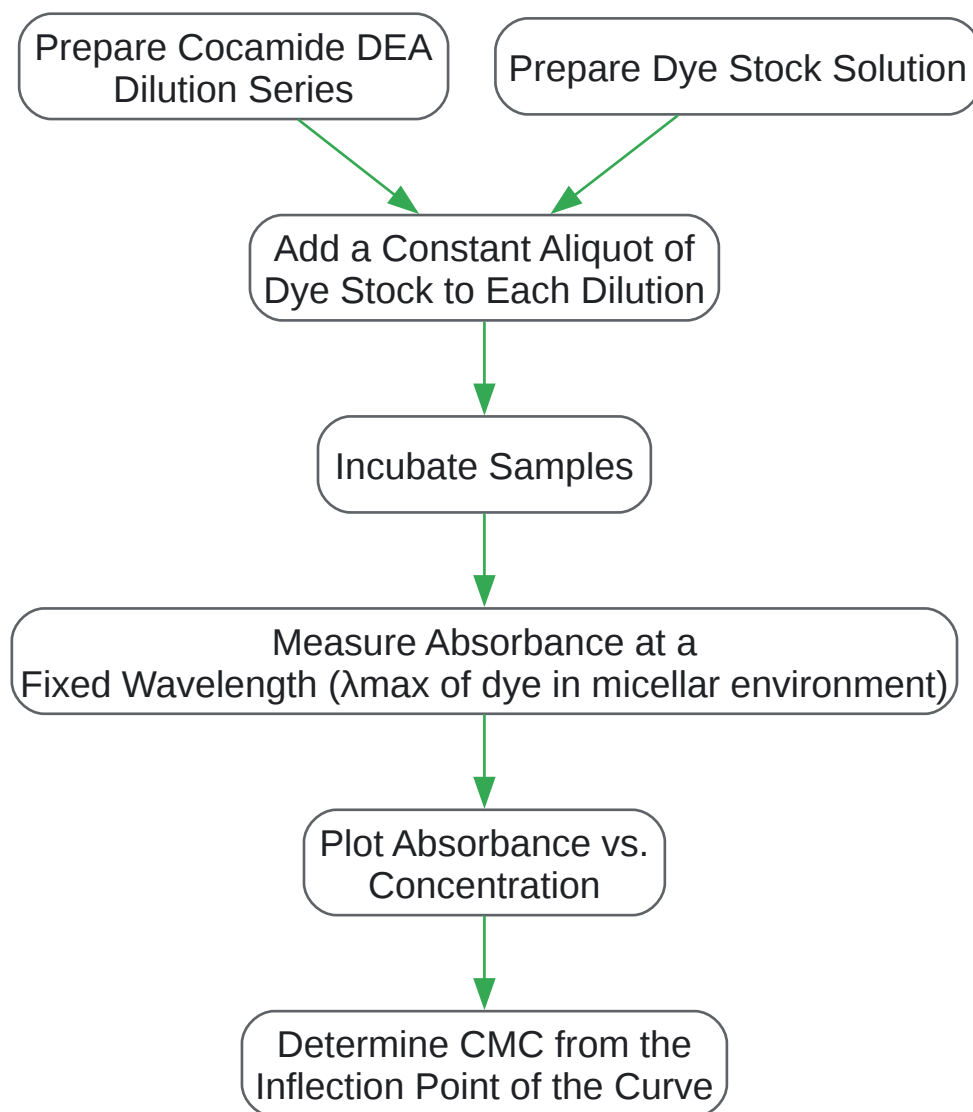 Prepare Cocamide DEA
Dilution Series
Prepare Dye Stock Solution
Add a Constant Aliquot of
Dye Stock to Each Dilution
Incubate Samples
Measure Absorbance at a
Fixed Wavelength (λmax of dye in micellar environment)
Plot Absorbance vs.
Concentration
Determine CMC from the
Inflection Point of the Curve